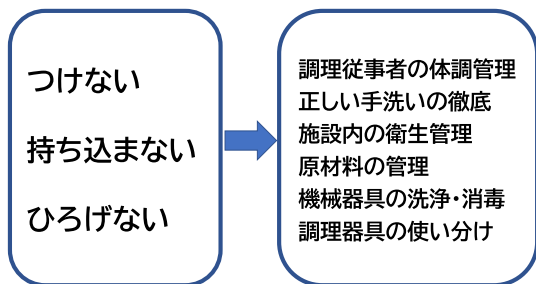 つけない
持ち込まない
ひろげない
調理従事者の体調管理
正しい手洗いの徹底
施設内の衛生管理
原材料の管理
機械器具の洗浄・消毒
調理器具の使い分け